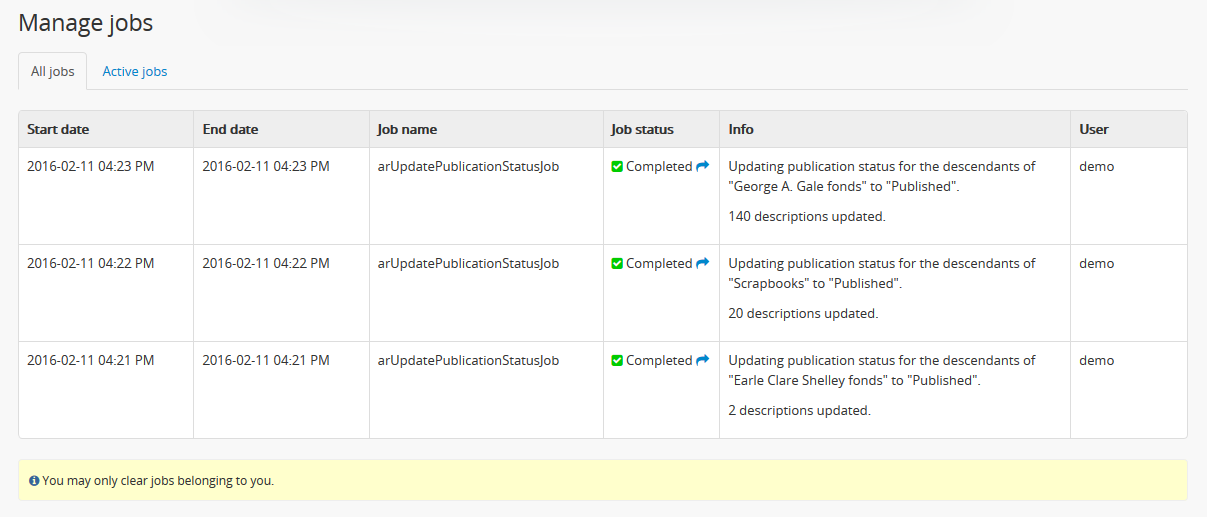 Manage jobs
All jobs Active jobs
Start date End date Job name Job status Info User
2016-02-11 04:23 PM 2016-02-11 04:23 PM arUpdatePublicationStatusJob Completed Updating publication status for the descendants of demo
"George A. Gale fonds" to "Published".
140 descriptions updated.
2016-02-11 04:22 PM 2016-02-11 04:22 PM arUpdatePublicationStatusJob Completed Updating publication status for the descendants of demo
"Scrapbooks" to "Published".
20 descriptions updated.
2016-02-11 04:21 PM 2016-02-11 04:21 PM arUpdatePublicationStatusJob Completed Updating publication status for the descendants of demo
"Earle Clare Shelley fonds" to "Published".
2 descriptions updated.
You may only clear jobs belonging to you.